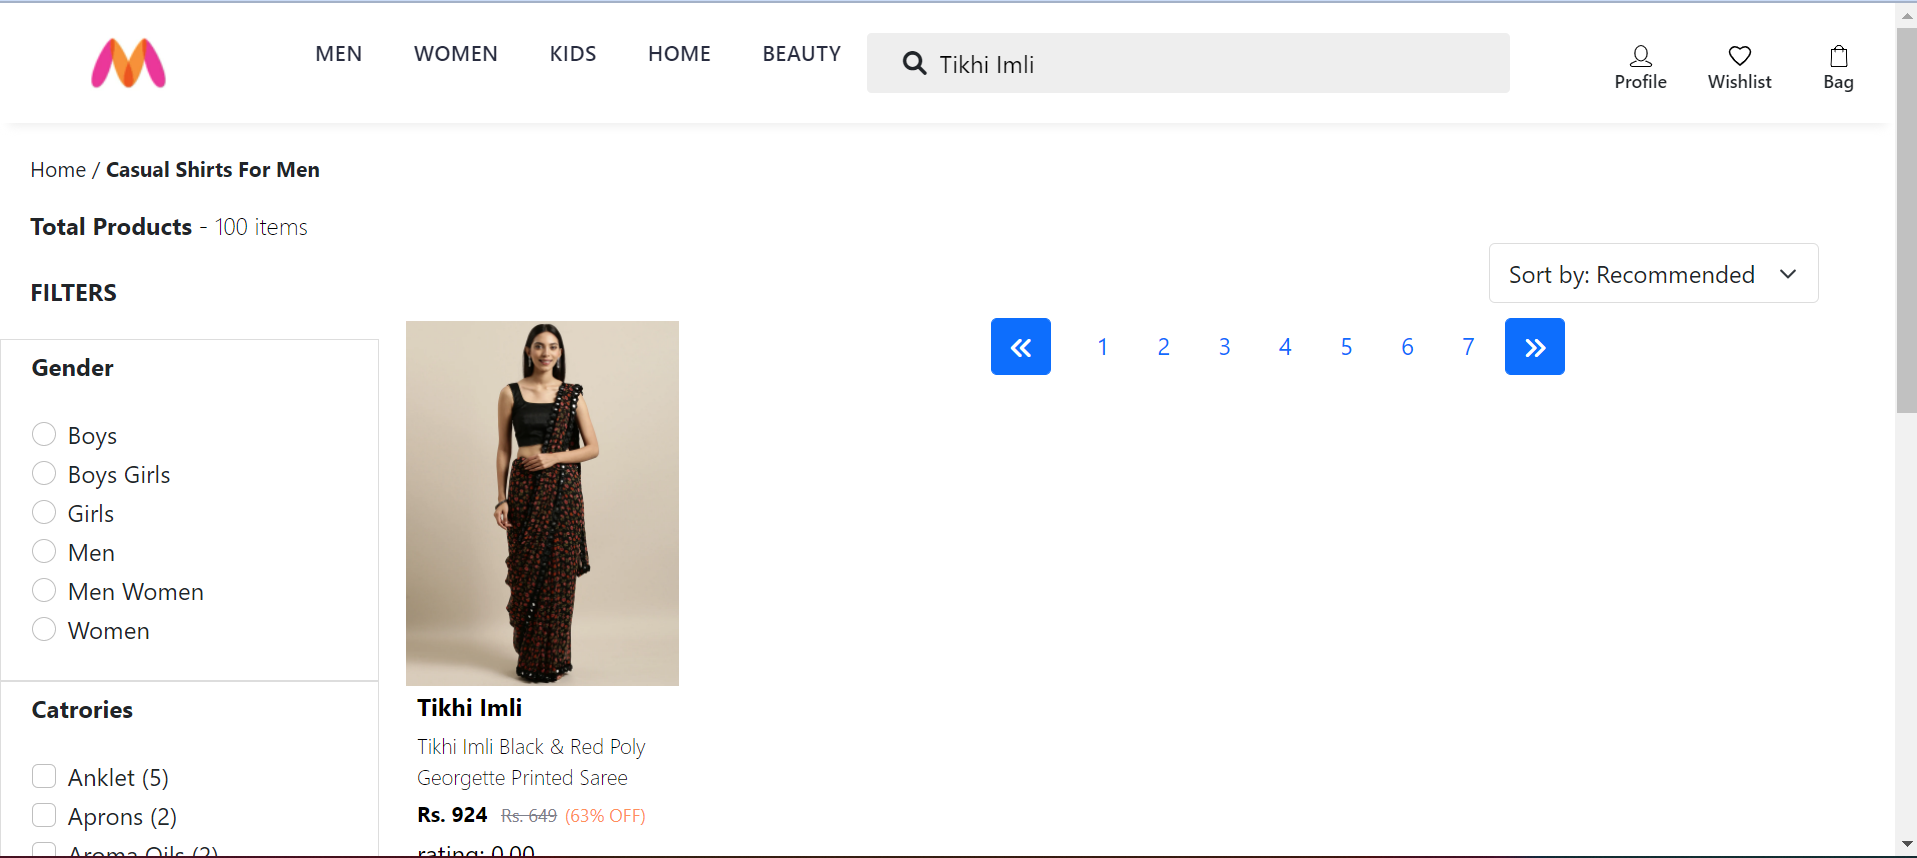 MEN WOMEN KIDS HOME BEAUTY Tikhi Imli Profile Wishlist Bag
Home / Casual Shirts For Men
Total Products - 100 items
Sort by: Recommended
FILTERS
« 1 2 3 4 5 6 7 »
Gender
Boys
Boys Girls
Girls
Men
Men Women
Women
Catrories
Anklet (5)
Aprons (2)
Aroma Oils (2)
Tikhi Imli
Tikhi Imli Black & Red Poly
Georgette Printed Saree
Rs. 924 Rs. 649 (63% OFF)
rating: 0.00